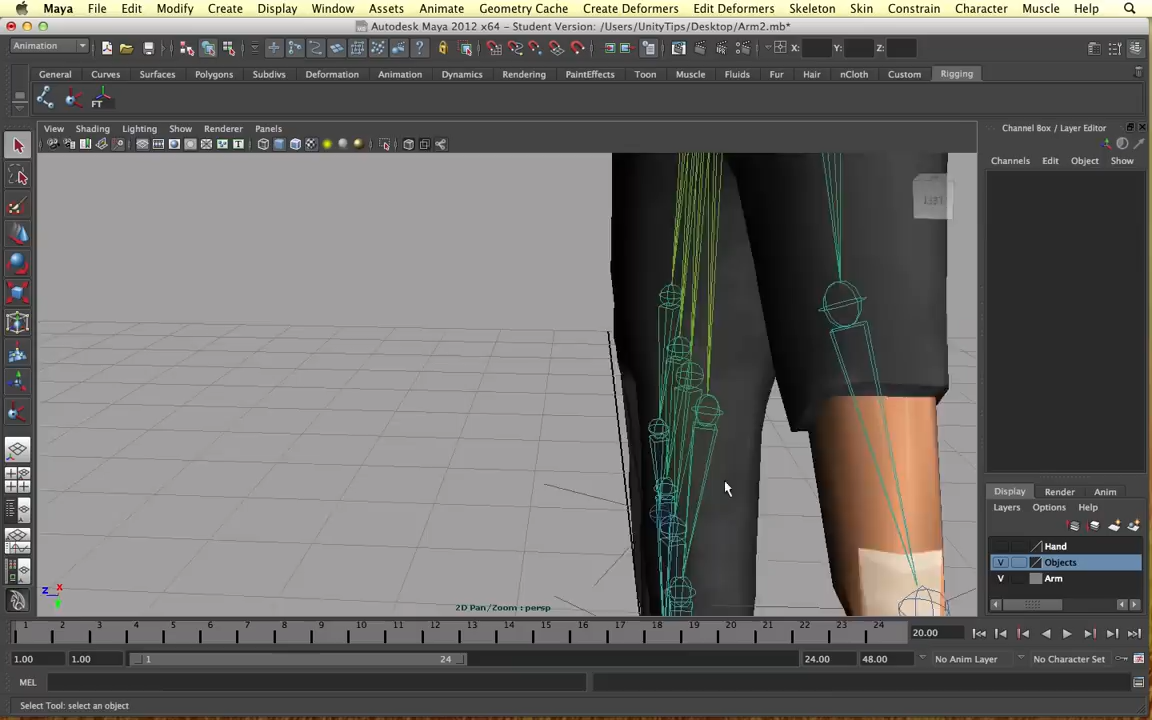 Maya File Edit Modify Create Display Window Assets Animate Geometry Cache Create Deformers Edit Deformers Skeleton Skin Constrain Character Muscle Help
Autodesk Maya 2012 x64 - Student Version: /Users/UnityTips/Desktop/Arm2.mb*
Animation X: Y: Z:
General Curves Surfaces Polygons Subdivs Deformation Animation Dynamics Rendering PaintEffects Toon Muscle Fluids Fur Hair nCloth Custom Rigging
FT
View Shading Lighting Show Renderer Panels
Channel Box / Layer Editor
Channels Edit Object Show
LEFT
Display Render Anim
Layers Options Help
Hand
V Objects
V Arm
z x y
2D Pan/Zoom : persp
1 2 3 4 5 6 7 8 9 10 11 12 13 14 15 16 17 18 19 20 21 22 23 24 20.00
1.00 1.00 1 24 24.00 48.00 No Anim Layer No Character Set
MEL
Select Tool: select an object